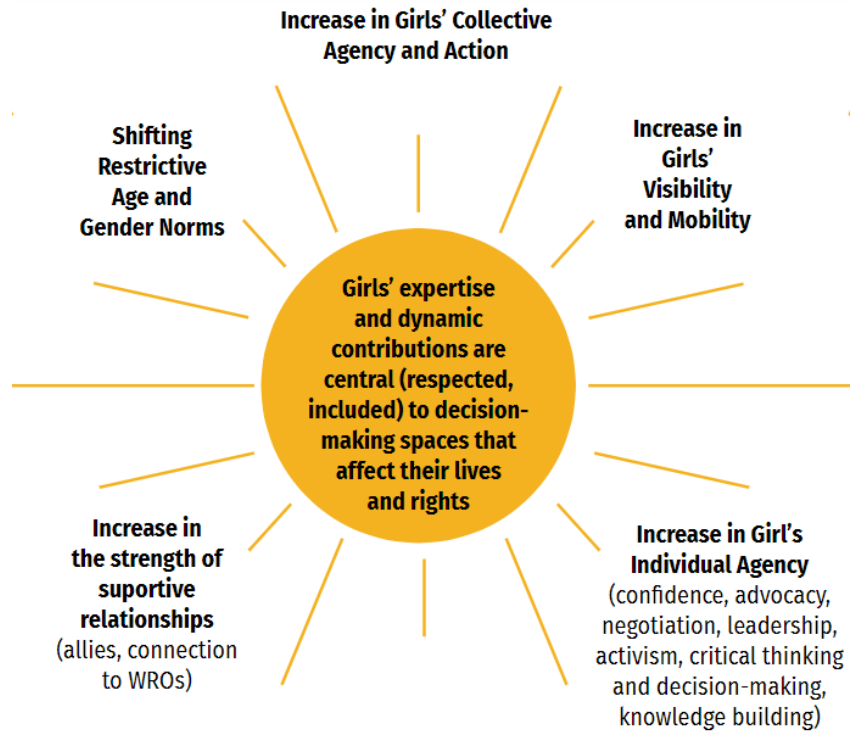 Increase in Girls’ Collective
Agency and Action
Shifting
Restrictive
Age and
Gender Norms
Increase in
Girls’
Visibility
and Mobility
Girls’ expertise
and dynamic
contributions are
central (respected,
included) to decision-
making spaces that
affect their lives
and rights
Increase in
the strength of
suportive
relationships
(allies, connection
to WROs)
Increase in Girl’s
Individual Agency
(confidence, advocacy,
negotiation, leadership,
activism, critical thinking
and decision-making,
knowledge building)